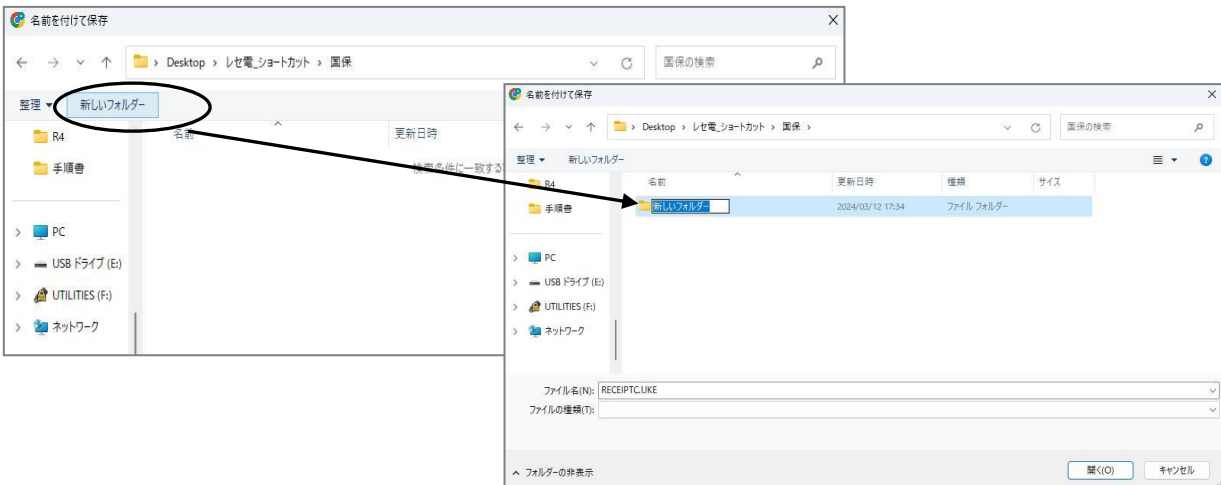 名前を付けて保存
Desktop › レセ電_ショートカット › 国保
国保の検索
整理 新しいフォルダー
名前 更新日時
R4
検索条件に一致する
手順書
PC
USB ドライブ (E:)
UTILITIES (F:)
ネットワーク
名前を付けて保存
Desktop › レセ電_ショートカット › 国保 ›
国保の検索
整理 新しいフォルダー
名前 更新日時 種類 サイズ
R4
新しいフォルダー 2024/03/12 17:34 ファイル フォルダー
手順書
PC
USB ドライブ (E:)
UTILITIES (F:)
ネットワーク
ファイル名(N): RECEIPTC.UKE
ファイルの種類(T):
フォルダーの非表示
開く(O) キャンセル